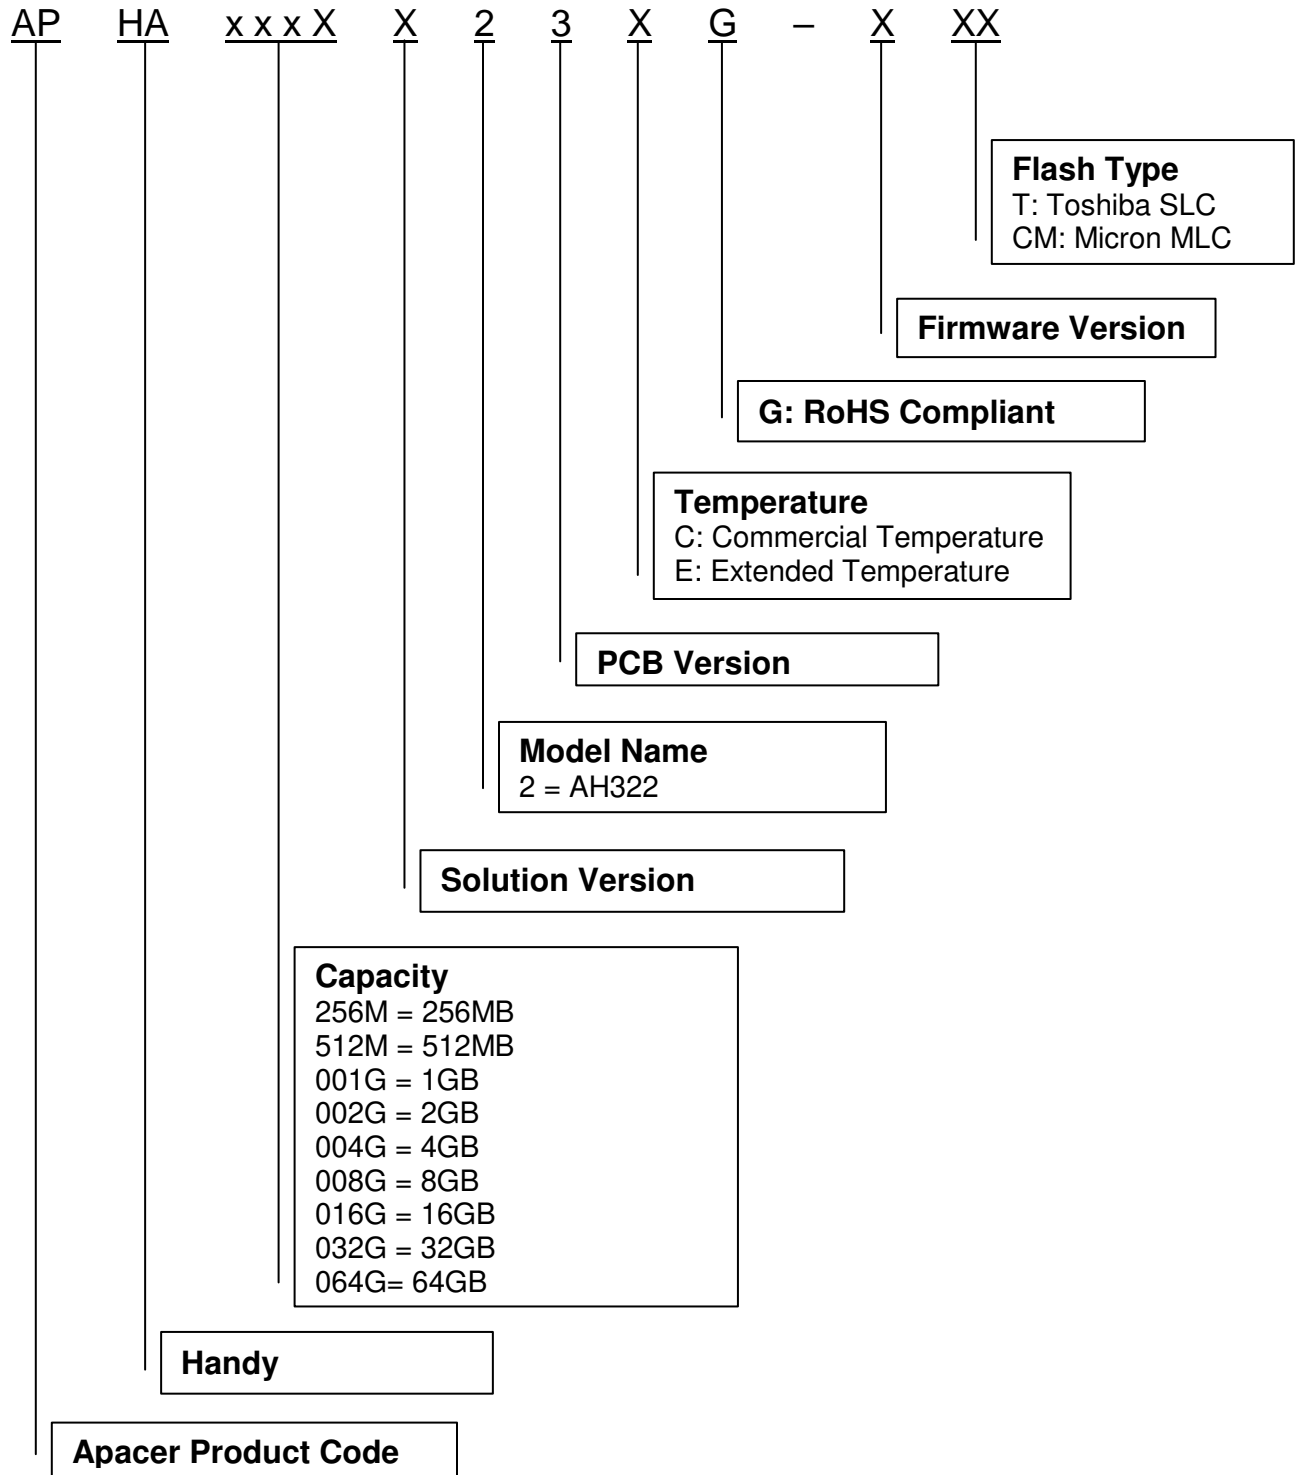 AP HA x x x X X 2 3 X G – X XX
Flash Type
T: Toshiba SLC
CM: Micron MLC
Firmware Version
G: RoHS Compliant
Temperature
C: Commercial Temperature
E: Extended Temperature
PCB Version
Model Name
2 = AH322
Solution Version
Capacity
256M = 256MB
512M = 512MB
001G = 1GB
002G = 2GB
004G = 4GB
008G = 8GB
016G = 16GB
032G = 32GB
064G= 64GB
Handy
Apacer Product Code